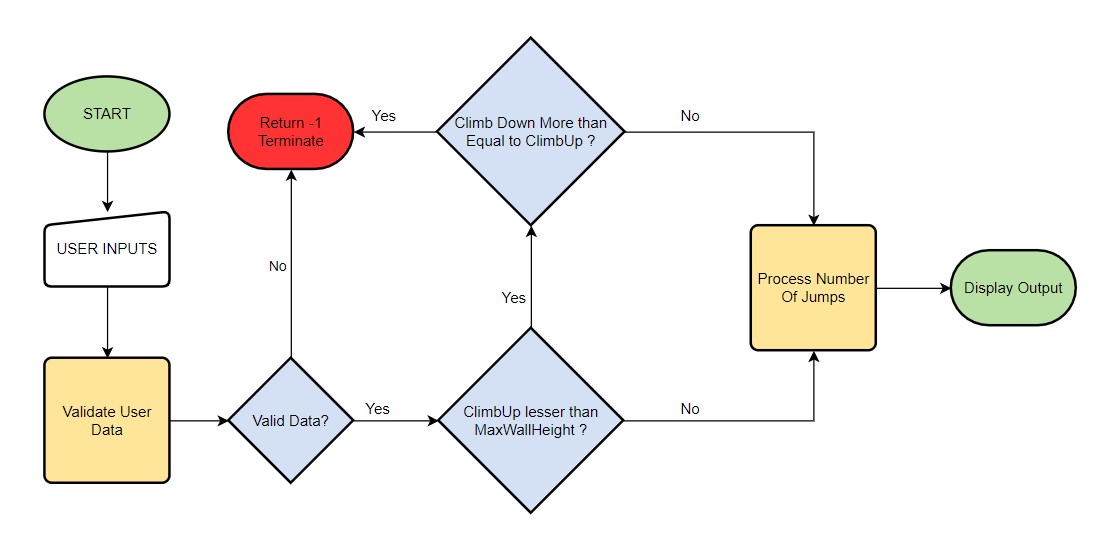 START
USER INPUTS
Validate User
Data
Valid Data?
No
Return -1
Terminate
Yes
ClimbUp lesser than
MaxWallHeight ?
Yes
Climb Down More than
Equal to ClimbUp ?
Yes
No
No
Process Number
Of Jumps
Display Output